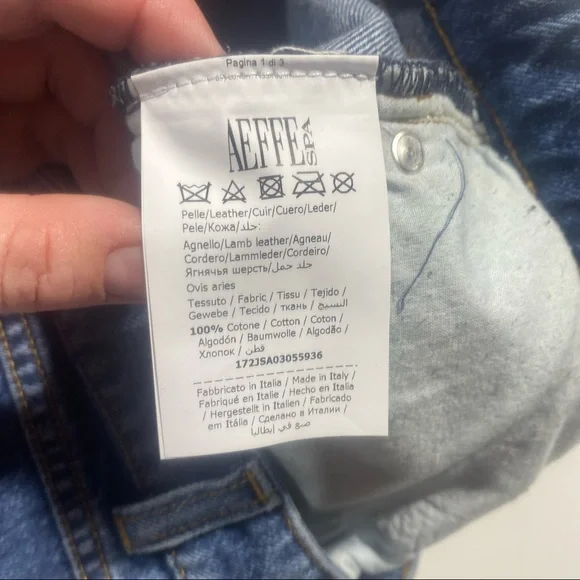 Pagina 1 di 3
AEFFE SPA
Pelle/Leather/Cuir/Cuero/Leder/
Pele/Кожа/جلد:
Agnello/Lamb leather/Agneau/
Cordero/Lammleder/Cordeiro/
Ягнячья шерсть/جلد حمل
Ovis aries
Tessuto / Fabric / Tissu / Tejido /
Gewebe / Tecido / ткань / النسيج
100% Cotone / Cotton / Coton /
Algodón / Baumwolle / Algodão /
Хлопок / قطن
172JSA03055936
Fabbricato in Italia / Made in Italy /
Fabriqué en Italie / Hecho en Italia
/ Hergestellt in Italien / Fabricado
em Itália / Сделано в Италии /
صنع في إيطاليا